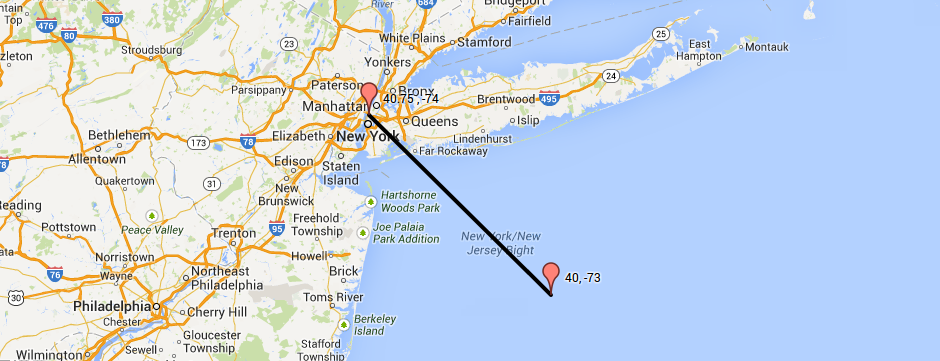 tain
Top
476
80
380
684
Bridgeport
Fairfield
25
East
Hampton
Montauk
zleton
Stroudsburg
23
White Plains
Stamford
Yonkers
Paterson
Parsippany
Bronx
24
Manhattan
40.75 , -74
Brentwood
495
Queens
Islip
Bethlehem
78
173
Elizabeth
New York
Lindenhurst
Far Rockaway
78
Allentown
Edison
Staten
Island
Quakertown
31
New
Brunswick
Hartshorne
Woods Park
Reading
Peace Valley
Freehold
Township
Joe Palaia
Park Addition
New York/New
Jersey Bight
Pottstown
95
Trenton
Norristown
Howell
76
Wayne
Northeast
Philadelphia
Brick
40, -73
30
Philadelphia
Cherry Hill
Toms River
Chester
Berkeley
Island
Gloucester
Township
Stafford
Township
Wilmington
Sewell